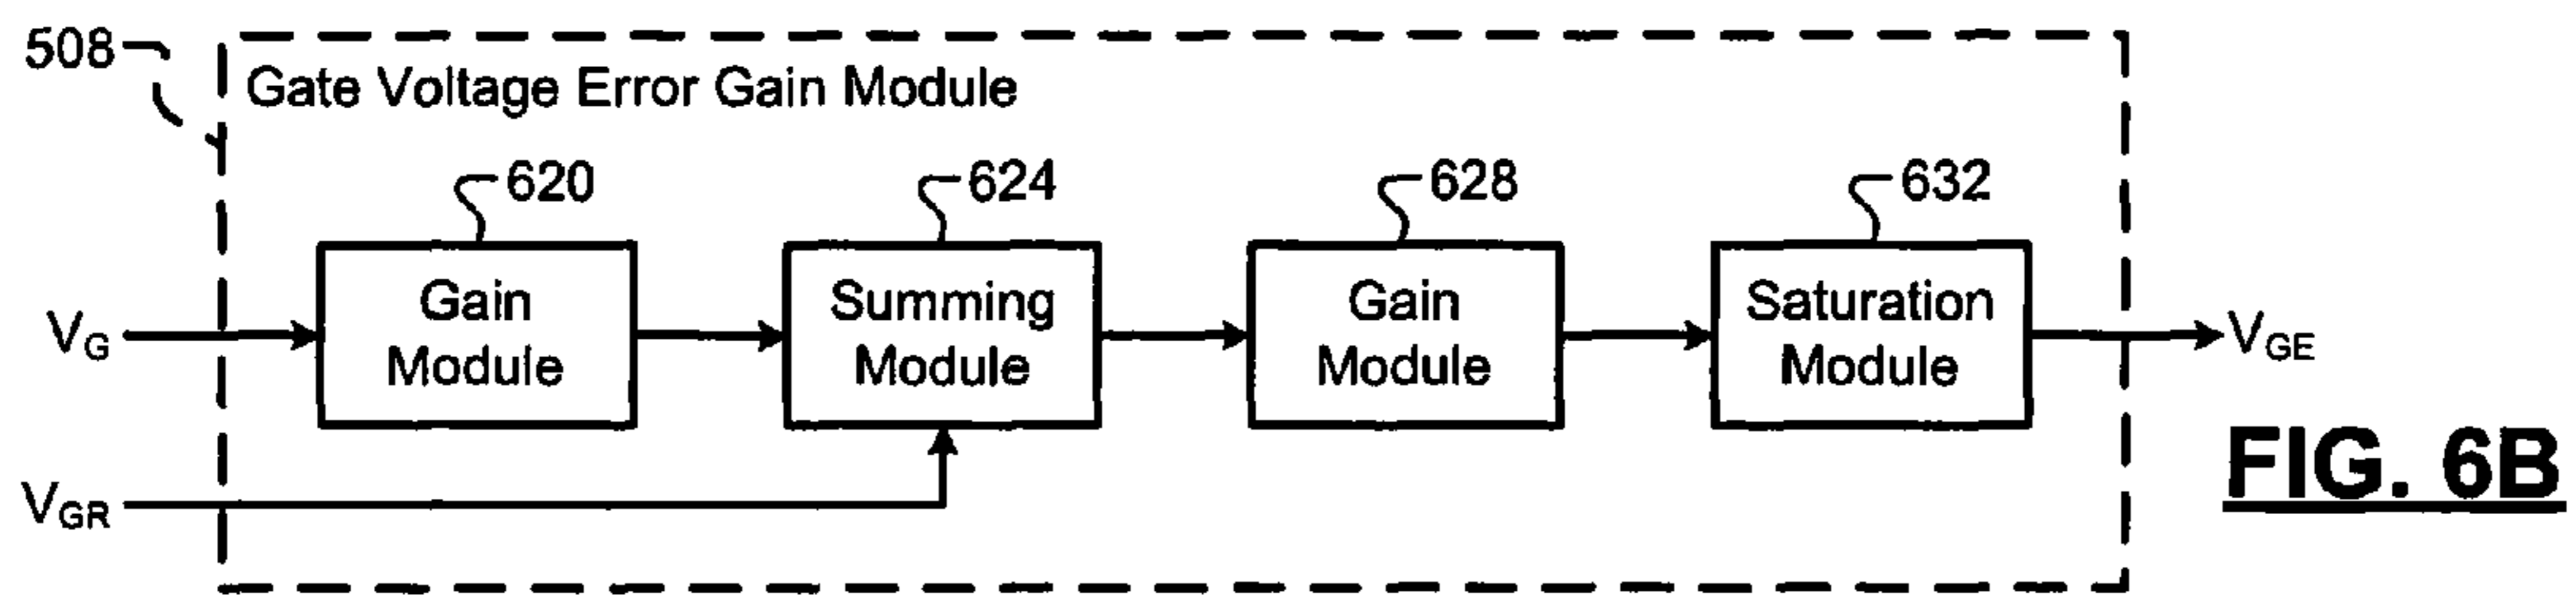 508
Gate Voltage Error Gain Module
620
624
628
632
Gain
Module
Summing
Module
Gain
Module
Saturation
Module
VG
VGR
VGE
FIG. 6B